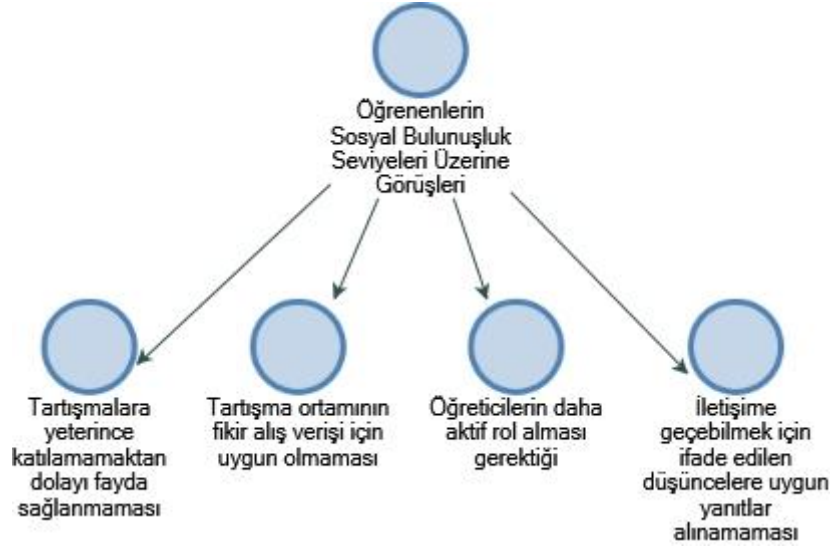 Öğrenenlerin
Sosyal Bulunuşluk
Seviyeleri Üzerine
Görüşleri
Tartışmalara
yeterince
katılamamaktan
dolayı fayda
sağlanmaması
Tartışma ortamının
fikir alış verişi için
uygun olmaması
Öğreticilerin daha
aktif rol alması
gerektiği
İletişime
geçebilmek için
ifade edilen
düşüncelere uygun
yanıtlar
alınamaması